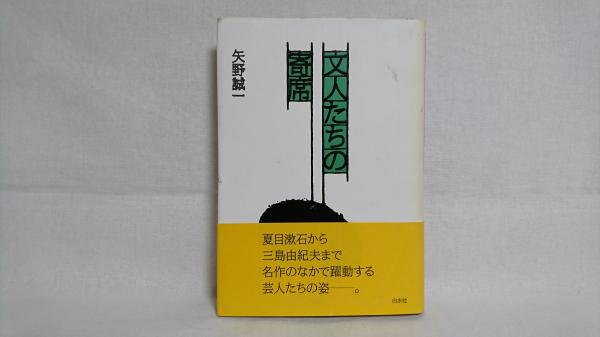 文人たちの
寄席
矢野誠一
夏目漱石から
三島由紀夫まで
名作のなかで躍動する
芸人たちの姿——。
白水社